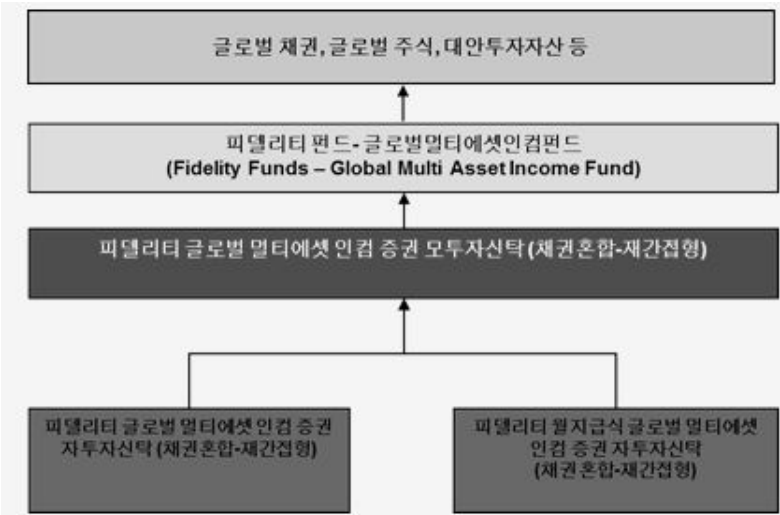 글로벌 채권, 글로벌 주식, 대안투자자산 등
피델리티 펀드- 글로벌멀티에셋인컴펀드
(Fidelity Funds – Global Multi Asset Income Fund)
피델리티 글로벌 멀티에셋 인컴 증권 모투자신탁 (채권혼합-재간접형)
피델리티 글로벌 멀티에셋 인컴 증권
자투자신탁 (채권혼합-재간접형)
피델리티 월지급식 글로벌 멀티에셋
인컴 증권 자투자신탁
(채권혼합-재간접형)